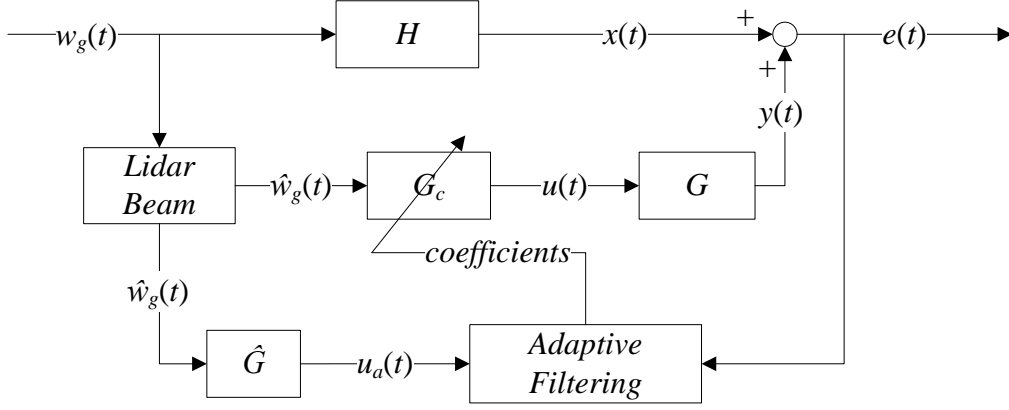 w_g(t)
H
x(t)
+
e(t)
+
y(t)
Lidar
Beam
ŵ_g(t)
G_c
u(t)
G
coefficients
ŵ_g(t)
Ĝ
u_a(t)
Adaptive
Filtering